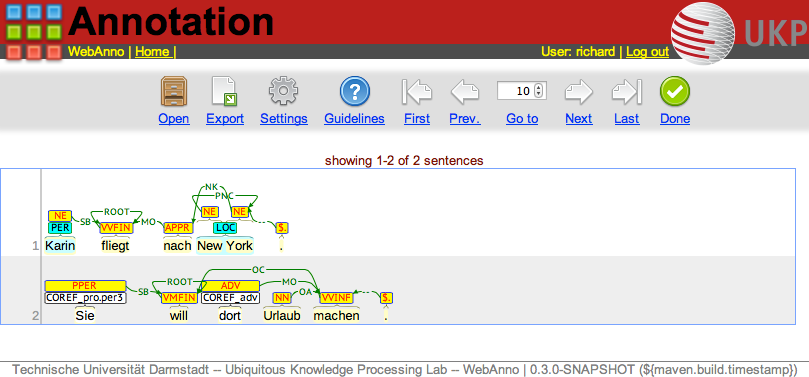 Annotation
WebAnno | Home |
User: richard | Log out
UKP
10
Open Export Settings Guidelines First Prev. Go to Next Last Done
showing 1-2 of 2 sentences
NK
PNC
ROOT
NE SB VVFIN MO APPR NE NE $.
PER LOC
1 Karin fliegt nach New York .
OC
ROOT MO
PPER SB VMFIN ADV NN OA VVINF $.
COREF_pro.per3 COREF_adv
2 Sie will dort Urlaub machen .
Technische Universität Darmstadt -- Ubiquitous Knowledge Processing Lab -- WebAnno | 0.3.0-SNAPSHOT (${maven.build.timestamp})